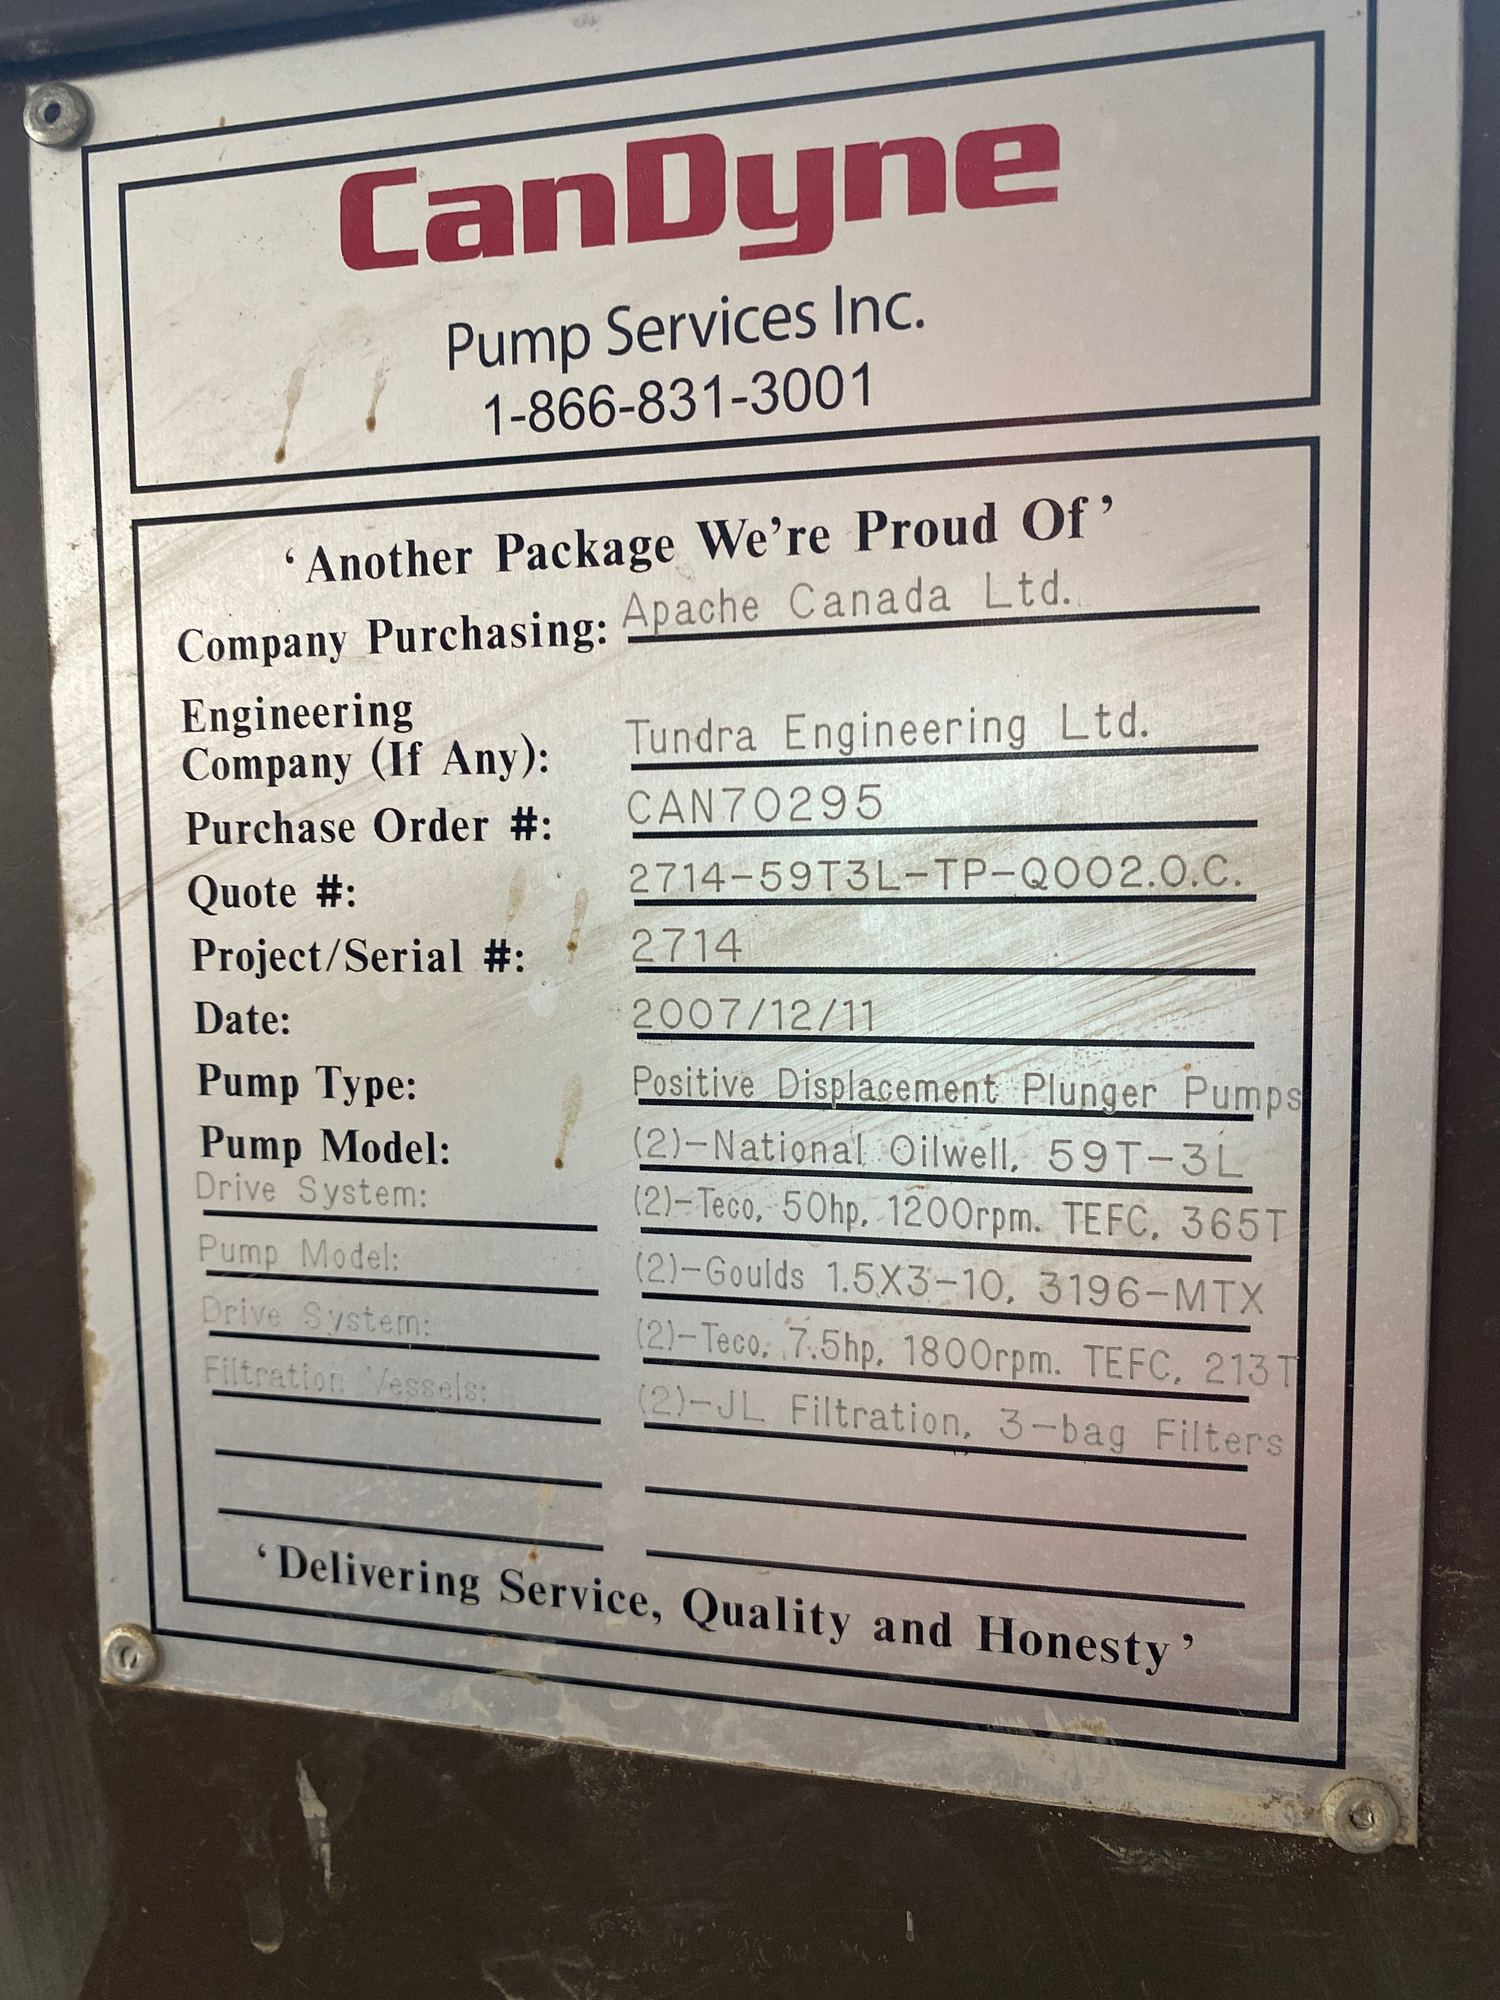 CanDyne
Pump Services Inc.
1-866-831-3001
‘Another Package We’re Proud Of’
Company Purchasing: Apache Canada Ltd.
Engineering
Company (If Any): Tundra Engineering Ltd.
Purchase Order #: CAN70295
Quote #: 2714-59T3L-TP-Q002.0.C.
Project/Serial #: 2714
Date: 2007/12/11
Pump Type: Positive Displacement Plunger Pumps
Pump Model: (2)-National Oilwell, 59T-3L
Drive System: (2)-Teco, 50hp, 1200rpm. TEFC, 365T
Pump Model: (2)-Goulds 1.5X3-10, 3196-MTX
Drive System: (2)-Teco, 7.5hp, 1800rpm. TEFC, 213T
Filtration Vessels: (2)-JL Filtration, 3-bag Filters
‘Delivering Service, Quality and Honesty’